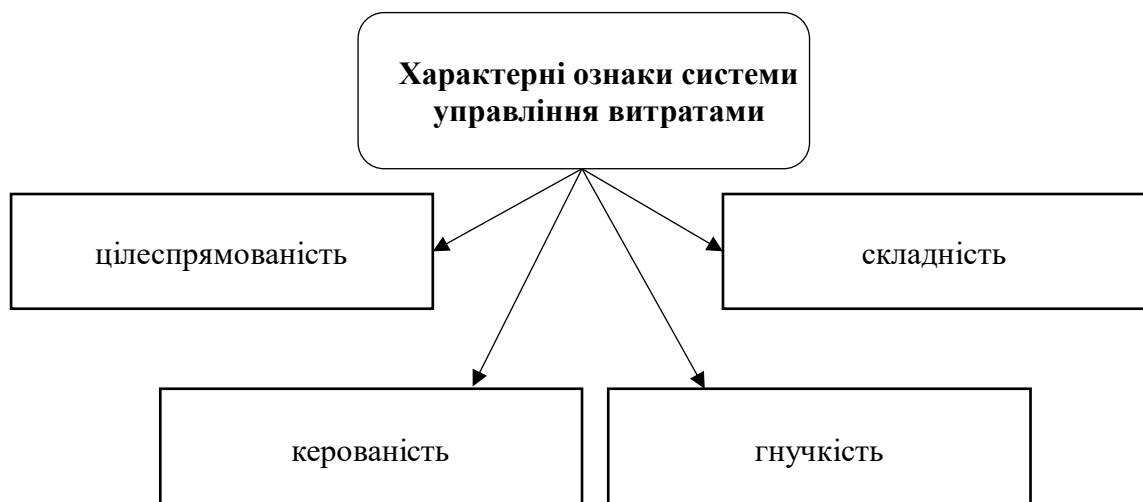 Характерні ознаки системи
управління витратами
цілеспрямованість
складність
керованість
гнучкість